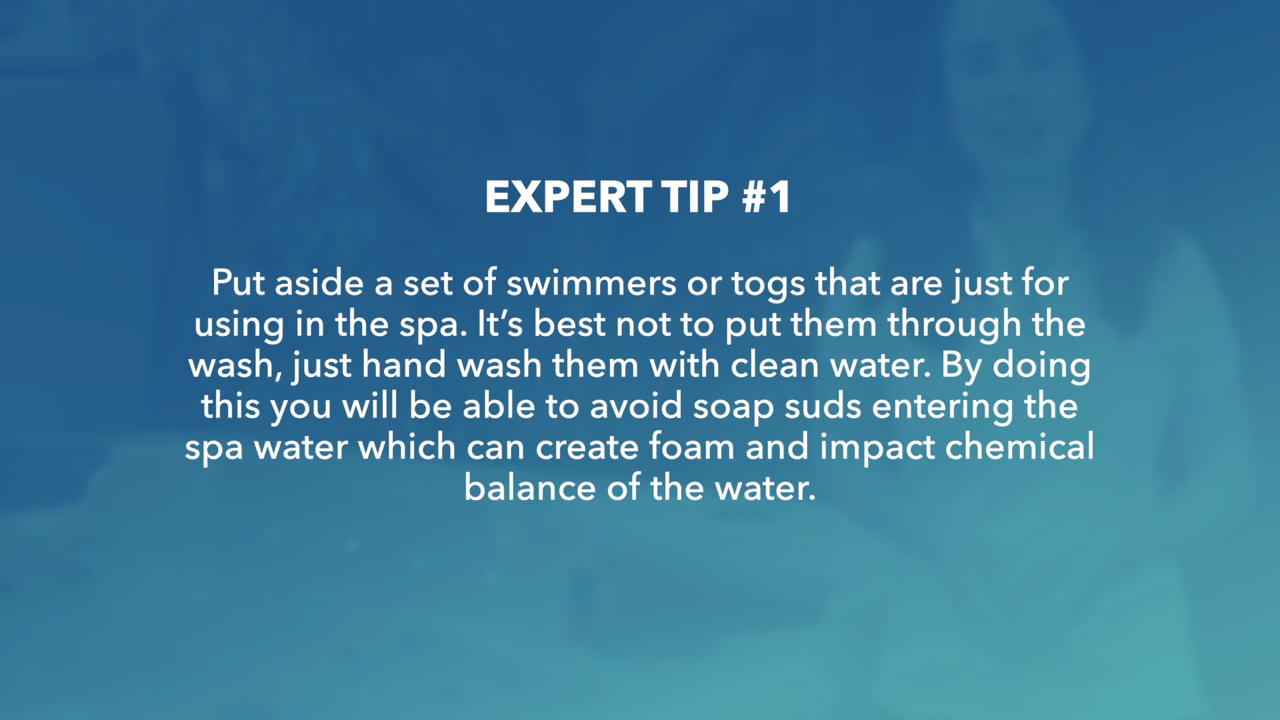 EXPERT TIP #1
Put aside a set of swimmers or togs that are just for
using in the spa. It’s best not to put them through the
wash, just hand wash them with clean water. By doing
this you will be able to avoid soap suds entering the
spa water which can create foam and impact chemical
balance of the water.